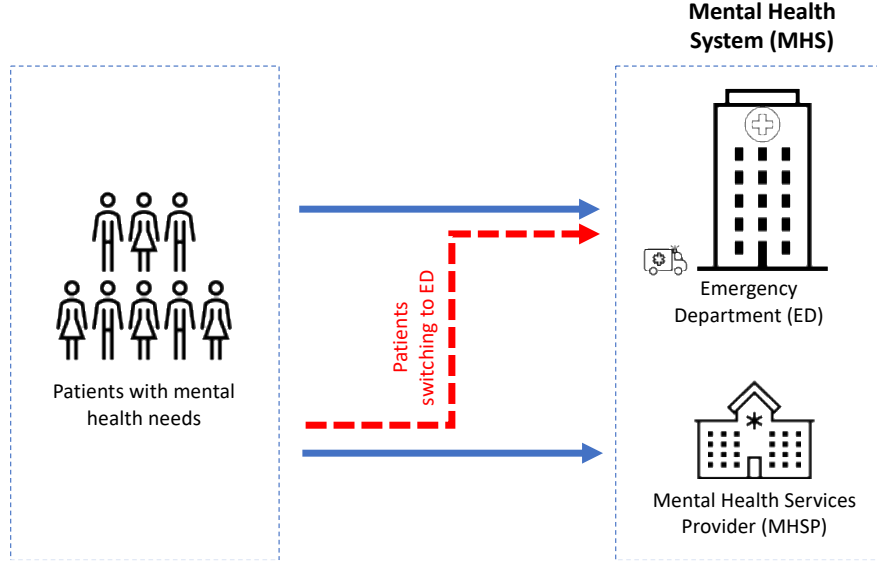 Mental Health
System (MHS)
Patients with mental
health needs
Patients
switching to ED
Emergency
Department (ED)
Mental Health Services
Provider (MHSP)